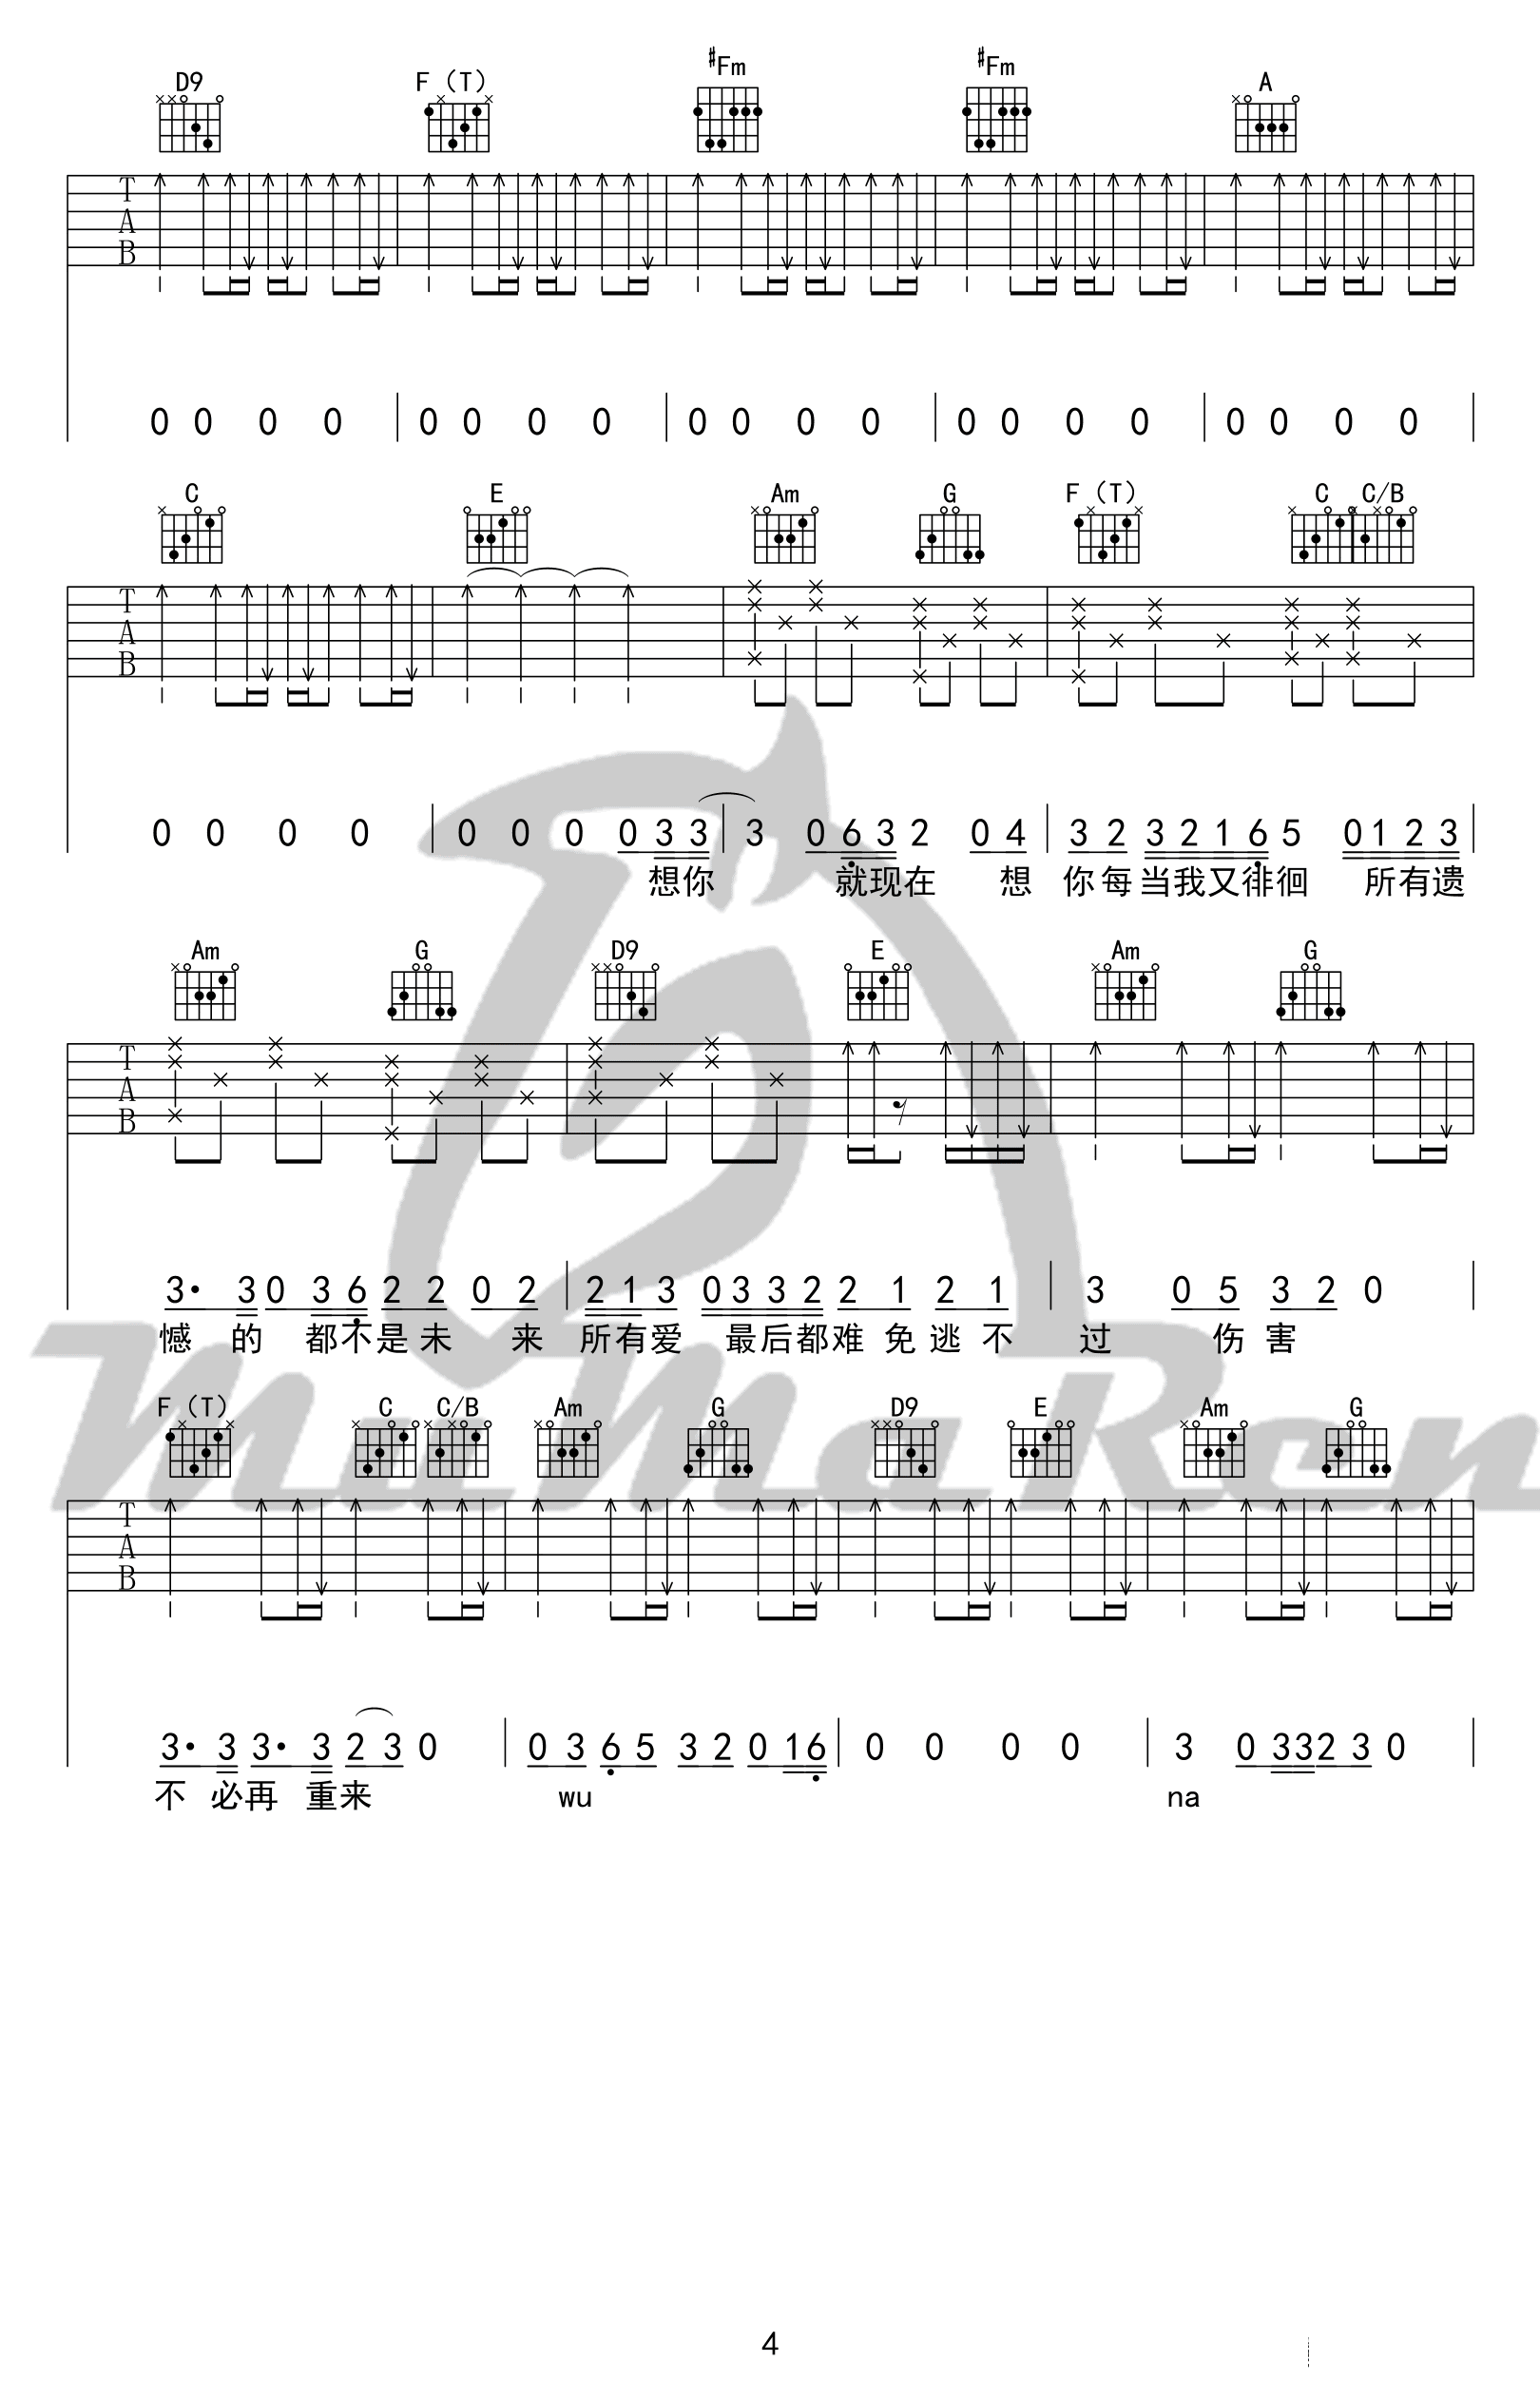 D9 F (T) #Fm #Fm A
T
A
B
0 0 0 0 0 0 0 0 0 0 0 0 0 0 0 0 0 0 0 0
C E Am G F (T) C C/B
T
A
B
0 0 0 0 0 0 0 0 3 3 3 0 6 3 2 0 4 3 2 3 2 1 6 5 0 1 2 3
想你 就现在 想 你每当我又徘徊 所有遗
Am G D9 E Am G
T
A
B
3· 3 0 3 6 2 2 0 2 2 1 3 0 3 3 2 2 1 2 1 3 0 5 3 2 0
憾 的 都不是未 来 所有爱 最后都难 免 逃 不 过 伤 害
MuMaRen
F (T) C C/B Am G D9 E Am G
T
A
B
3· 3 3· 3 2 3 0 0 3 6 5 3 2 0 1 6 0 0 0 0 3 0 3 3 2 3 0
不 必再 重来 wu na
4